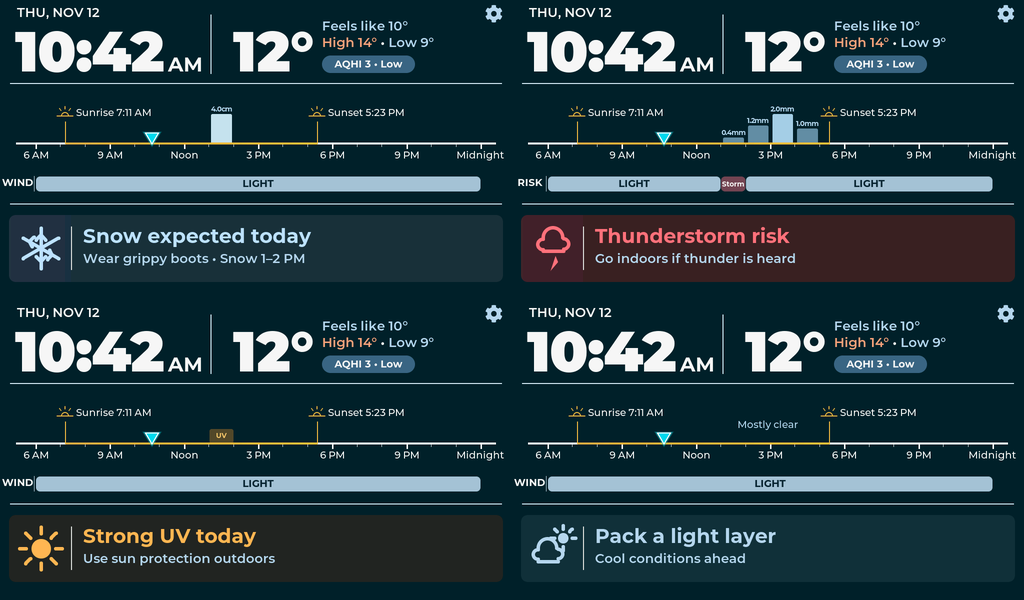 THU, NOV 12
10:42 AM
12°
Feels like 10°
High 14° • Low 9°
AQHI 3 • Low
Sunrise 7:11 AM
4.0cm
Sunset 5:23 PM
6 AM 9 AM Noon 3 PM 6 PM 9 PM Midnight
WIND LIGHT
Snow expected today
Wear grippy boots • Snow 1–2 PM
THU, NOV 12
10:42 AM
12°
Feels like 10°
High 14° • Low 9°
AQHI 3 • Low
Sunrise 7:11 AM
0.4mm 1.2mm 2.0mm 1.0mm
Sunset 5:23 PM
6 AM 9 AM Noon 3 PM 6 PM 9 PM Midnight
RISK LIGHT Storm LIGHT
Thunderstorm risk
Go indoors if thunder is heard
THU, NOV 12
10:42 AM
12°
Feels like 10°
High 14° • Low 9°
AQHI 3 • Low
Sunrise 7:11 AM
UV
Sunset 5:23 PM
6 AM 9 AM Noon 3 PM 6 PM 9 PM Midnight
WIND LIGHT
Strong UV today
Use sun protection outdoors
THU, NOV 12
10:42 AM
12°
Feels like 10°
High 14° • Low 9°
AQHI 3 • Low
Sunrise 7:11 AM
Mostly clear
Sunset 5:23 PM
6 AM 9 AM Noon 3 PM 6 PM 9 PM Midnight
WIND LIGHT
Pack a light layer
Cool conditions ahead